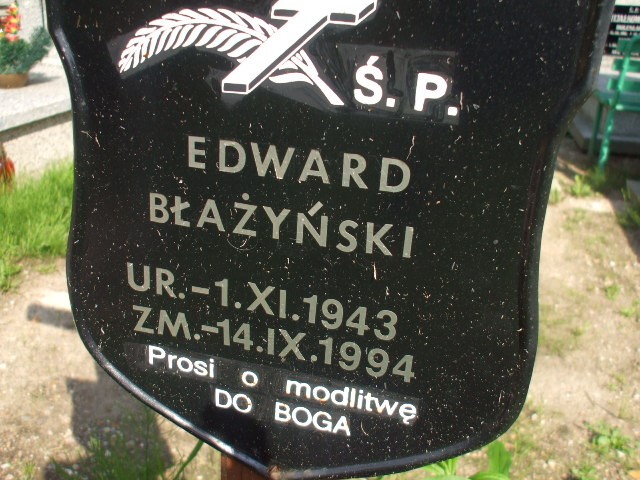 Ś. P.
EDWARD
BŁAŻYŃSKI
UR.-1.XI.1943
ZM.-14.IX.1994
Prosi o modlitwę
DO BOGA